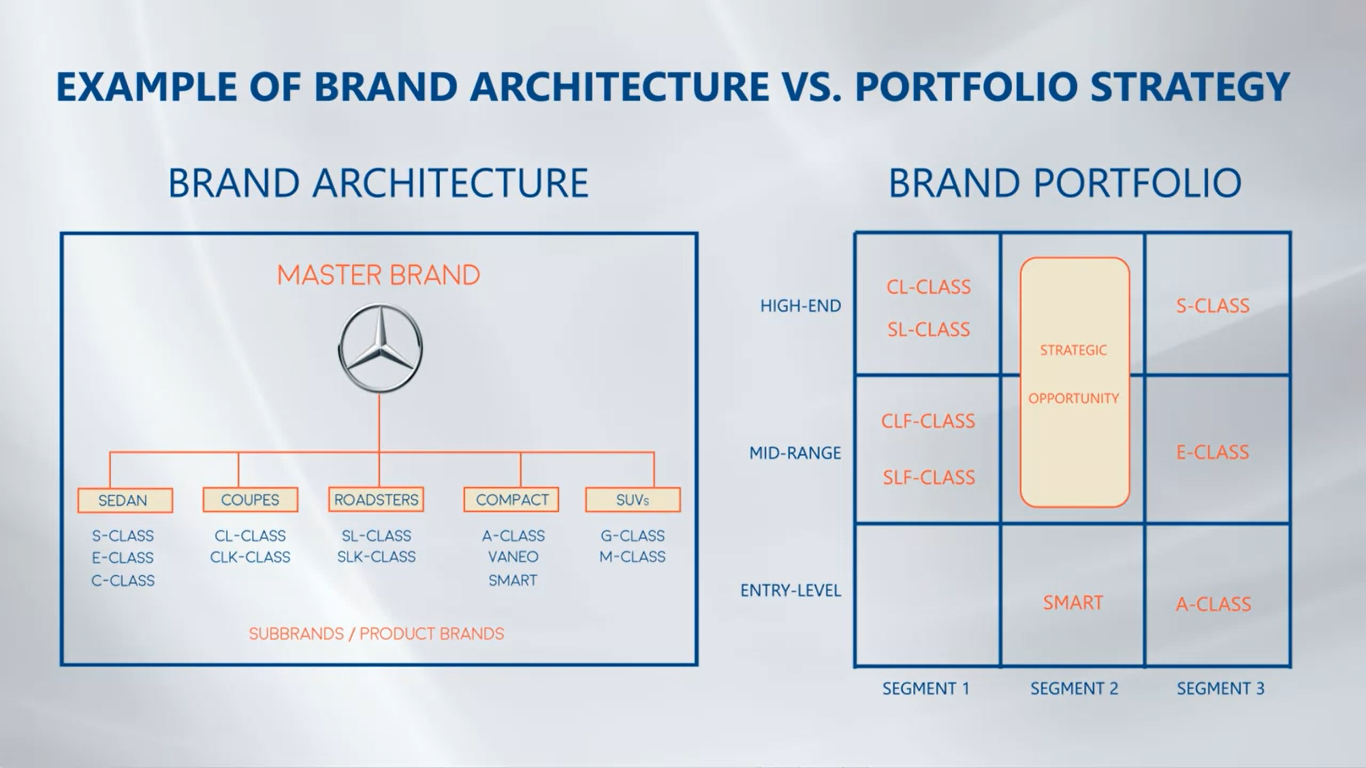 EXAMPLE OF BRAND ARCHITECTURE VS. PORTFOLIO STRATEGY
BRAND ARCHITECTURE
MASTER BRAND
SEDAN
S-CLASS
E-CLASS
C-CLASS
COUPES
CL-CLASS
CLK-CLASS
ROADSTERS
SL-CLASS
SLK-CLASS
COMPACT
A-CLASS
VANEO
SMART
SUVs
G-CLASS
M-CLASS
SUBBRANDS / PRODUCT BRANDS
BRAND PORTFOLIO
HIGH-END
CL-CLASS
SL-CLASS
STRATEGIC
OPPORTUNITY
S-CLASS
MID-RANGE
CLF-CLASS
SLF-CLASS
E-CLASS
ENTRY-LEVEL
SMART
A-CLASS
SEGMENT 1
SEGMENT 2
SEGMENT 3